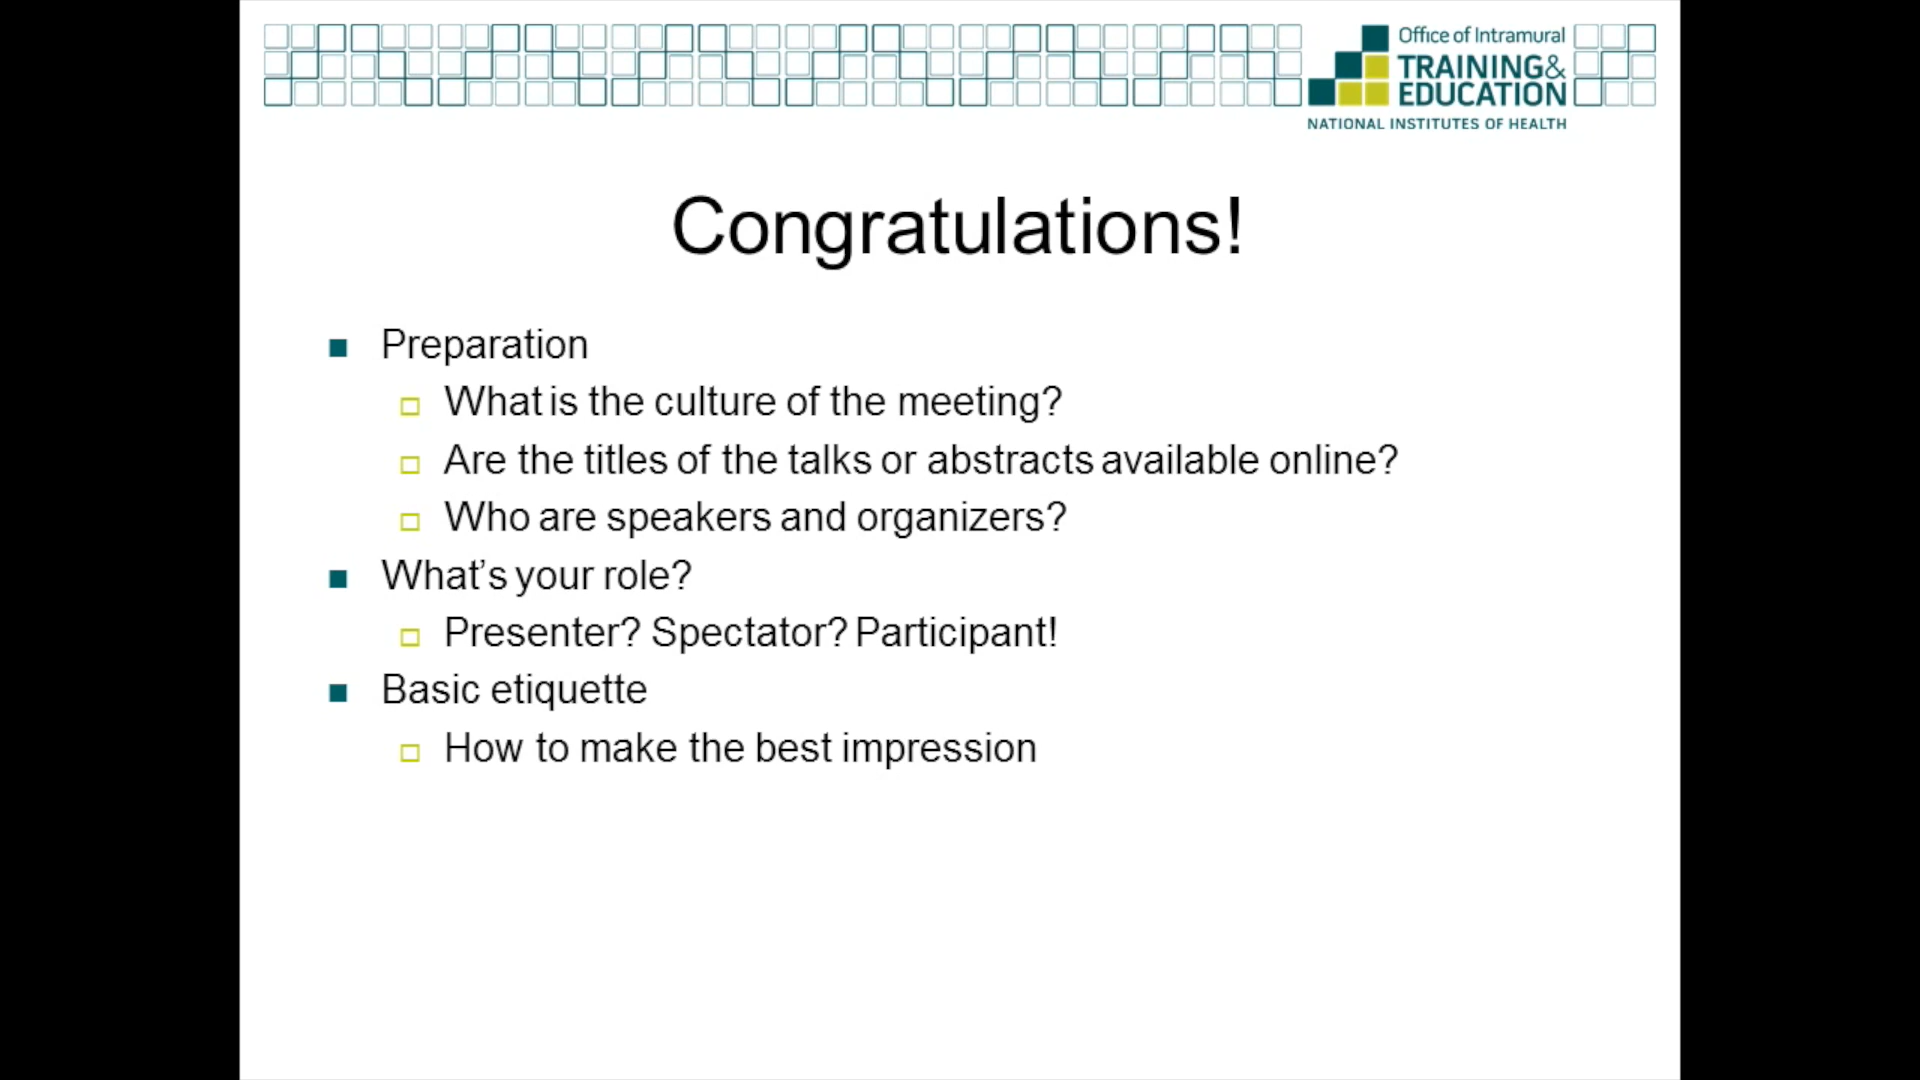 Office of Intramural
TRAINING&
EDUCATION
NATIONAL INSTITUTES OF HEALTH
Congratulations!
Preparation
What is the culture of the meeting?
Are the titles of the talks or abstracts available online?
Who are speakers and organizers?
What’s your role?
Presenter? Spectator? Participant!
Basic etiquette
How to make the best impression